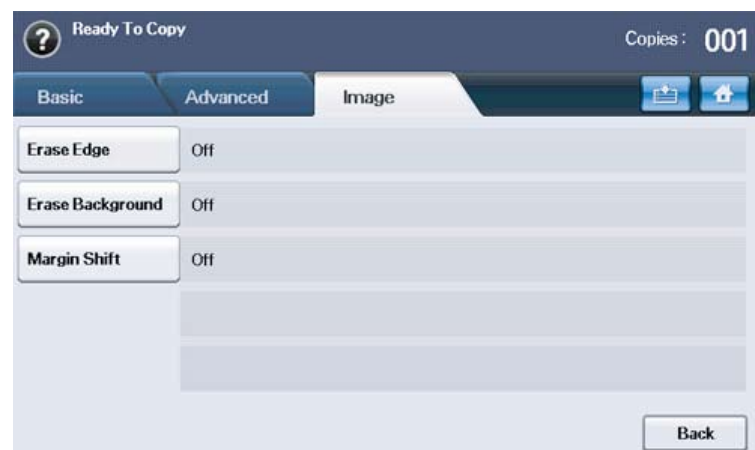 ? Ready To Copy Copies : 001
Basic Advanced Image
Erase Edge Off
Erase Background Off
Margin Shift Off
Back